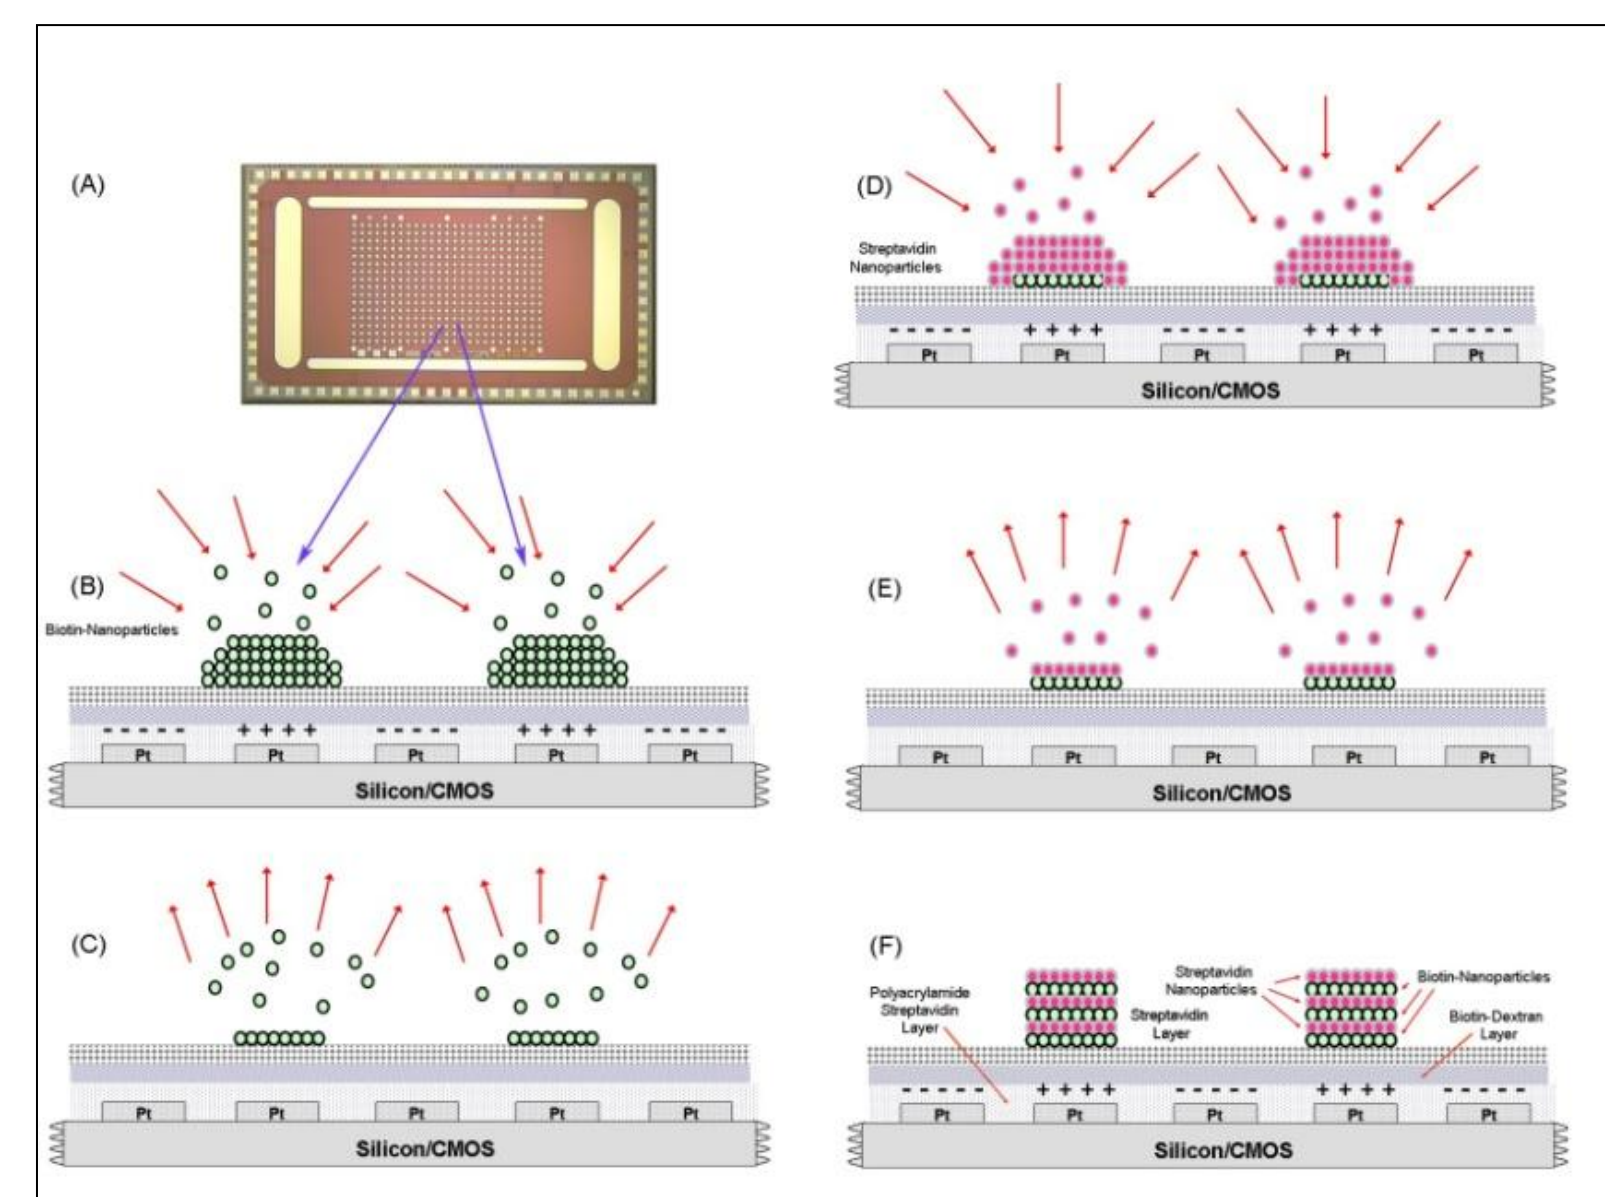 (A)
(B)
Biotin-Nanoparticles
- - - - - + + + + - - - - - + + + + - - - - -
Pt Pt Pt Pt Pt
Silicon/CMOS
(C)
Pt Pt Pt Pt Pt
Silicon/CMOS
(D)
Streptavidin
Nanoparticles
- - - - - + + + + - - - - - + + + + - - - - -
Pt Pt Pt Pt Pt
Silicon/CMOS
(E)
Pt Pt Pt Pt Pt
Silicon/CMOS
(F)
Polyacrylamide
Streptavidin
Layer
Streptavidin
Layer
Streptavidin
Nanoparticles
Biotin-Nanoparticles
Biotin-Dextran
Layer
- - - - - + + + + - - - - - + + + + - - - - -
Pt Pt Pt Pt Pt
Silicon/CMOS